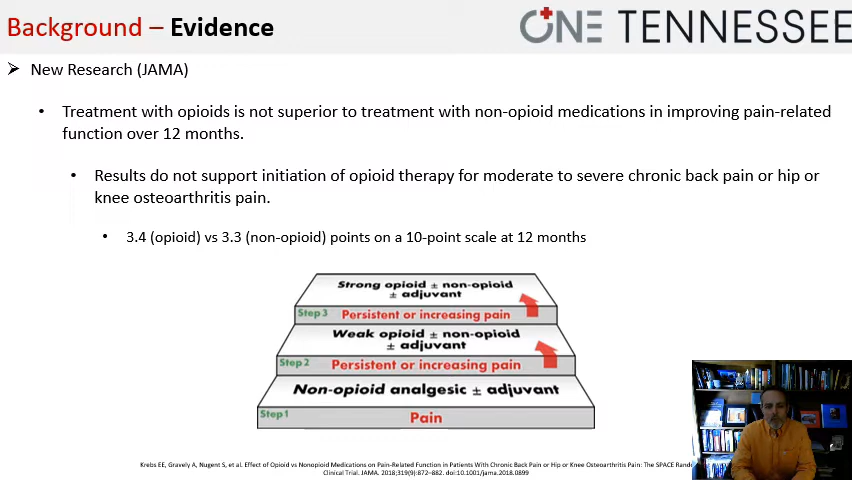 Background – Evidence
ONE TENNESSEE
➢ New Research (JAMA)
• Treatment with opioids is not superior to treatment with non-opioid medications in improving pain-related
function over 12 months.
• Results do not support initiation of opioid therapy for moderate to severe chronic back pain or hip or
knee osteoarthritis pain.
• 3.4 (opioid) vs 3.3 (non-opioid) points on a 10-point scale at 12 months
Strong opioid ± non-opioid
± adjuvant
Step 3 Persistent or increasing pain
Weak opioid ± non-opioid
± adjuvant
Step 2 Persistent or increasing pain
Non-opioid analgesic ± adjuvant
Step 1 Pain
Krebs EE, Gravely A, Nugent S, et al. Effect of Opioid vs Nonopioid Medications on Pain-Related Function in Patients With Chronic Back Pain or Hip or Knee Osteoarthritis Pain: The SPACE Rand
Clinical Trial. JAMA. 2018;319(9):872–882. doi:10.1001/jama.2018.0899